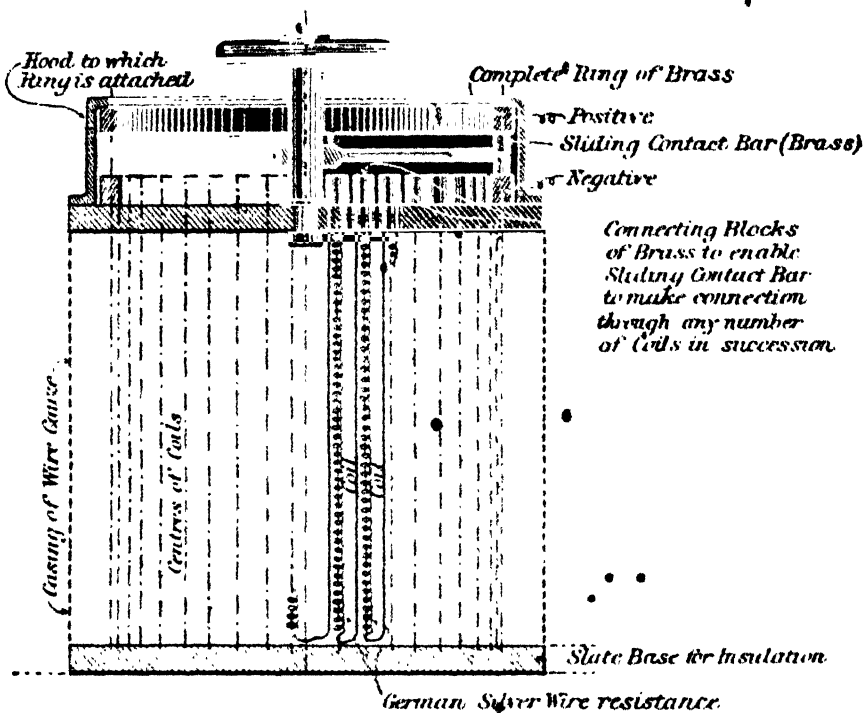 Hood to which
Ring is attached
Complete Ring of Brass
Positive
Sliding Contact Bar (Brass)
Negative
Connecting Blocks
of Brass to enable
Sliding Contact Bar
to make connection
through any number
of Coils in succession
Casing of Wire Gauze
Centres of Coils
Coil
Coil
Slate Base for Insulation
German Silver Wire resistance